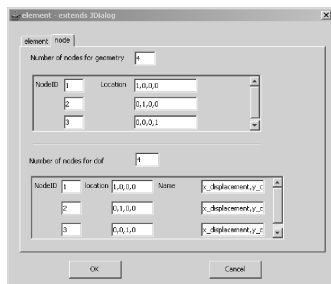 element - extends JDialog
element node
Number of nodes for geometry 4
NodeID 1 Location 1,0,0,0
2 0,1,0,0
3 0,0,0,1
Number of nodes for dof 4
NodeID 1 location 1,0,0,0 Name x_displacement,y_c
2 0,1,0,0 x_displacement,y_c
3 0,0,1,0 x_displacement,y_c
OK Cancel